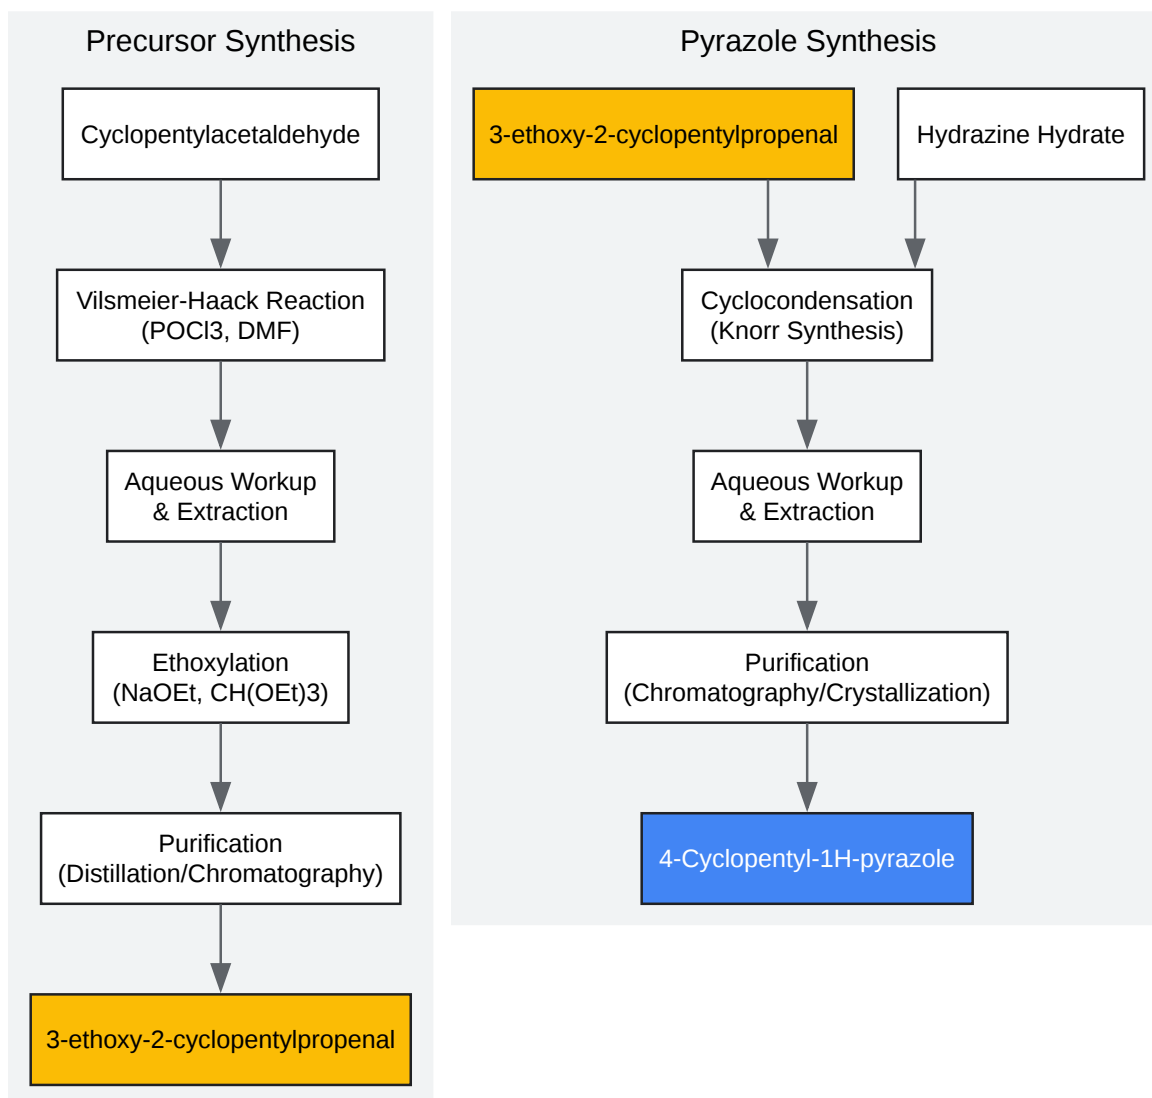 Precursor Synthesis
Cyclopentylacetaldehyde
Vilsmeier-Haack Reaction
(POCl3, DMF)
Aqueous Workup
& Extraction
Ethoxylation
(NaOEt, CH(OEt)3)
Purification
(Distillation/Chromatography)
3-ethoxy-2-cyclopentylpropenal
Pyrazole Synthesis
3-ethoxy-2-cyclopentylpropenal
Hydrazine Hydrate
Cyclocondensation
(Knorr Synthesis)
Aqueous Workup
& Extraction
Purification
(Chromatography/Crystallization)
4-Cyclopentyl-1H-pyrazole